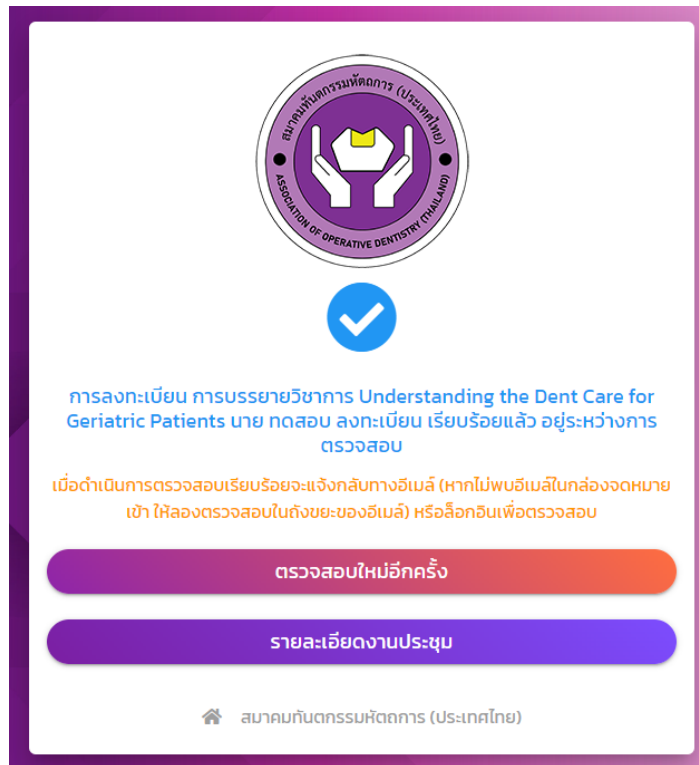 สมาคมทันตกรรมหัตถการ (ประเทศไทย)
ASSOCIATION OF OPERATIVE DENTISTRY (THAILAND)
การลงทะเบียน การบรรยายวิชาการ Understanding the Dent Care for
Geriatric Patients นาย ทดสอบ ลงทะเบียน เรียบร้อยแล้ว อยู่ระหว่างการ
ตรวจสอบ
เมื่อดำเนินการตรวจสอบเรียบร้อยจะแจ้งกลับทางอีเมล์ (หากไม่พบอีเมล์ในกล่องจดหมาย
เข้า ให้ลองตรวจสอบในถังขยะของอีเมล์) หรือล็อกอินเพื่อตรวจสอบ
ตรวจสอบใหม่อีกครั้ง
รายละเอียดงานประชุม
สมาคมทันตกรรมหัตถการ (ประเทศไทย)